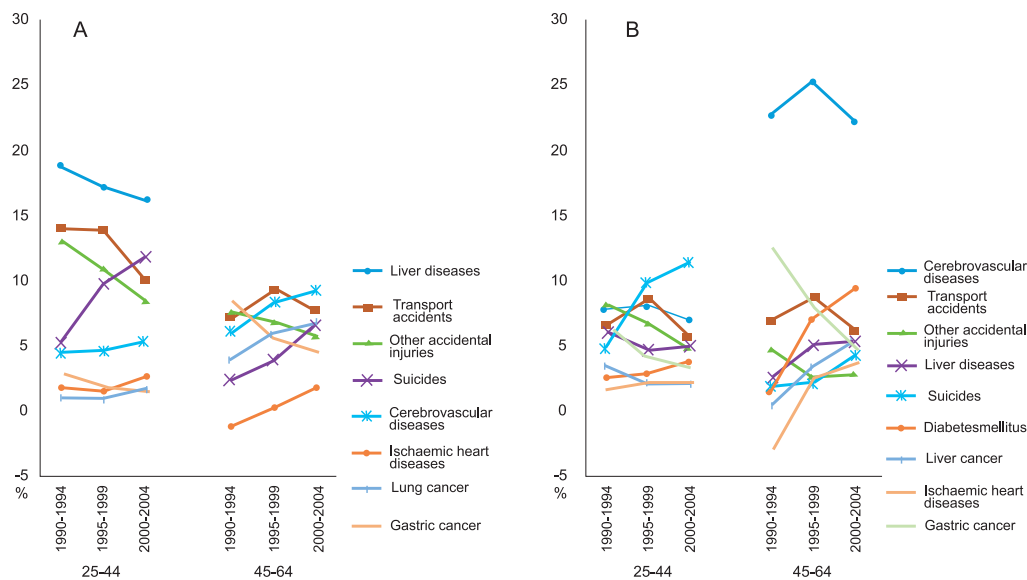 A
30
25
20
15
10
5
0
–5
%
1990-1994
1995-1999
2000-2004
25-44
1990-1994
1995-1999
2000-2004
45-64
Liver diseases
Transport
accidents
Other accidental
injuries
Suicides
Cerebrovascular
diseases
Ischaemic heart
diseases
Lung cancer
Gastric cancer
B
30
25
20
15
10
5
0
–5
%
1990-1994
1995-1999
2000-2004
25-44
1990-1994
1995-1999
2000-2004
45-64
Cerebrovascular
diseases
Transport
accidents
Other accidental
injuries
Liver diseases
Suicides
Diabetesmellitus
Liver cancer
Ischaemic heart
diseases
Gastric cancer